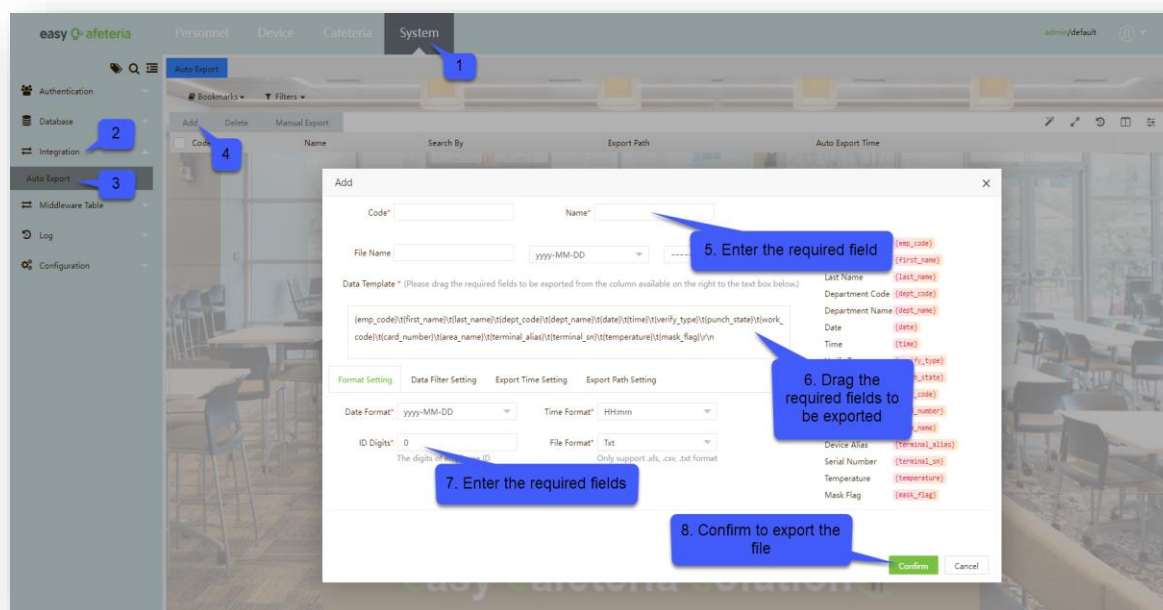 easy afeteria
Personnel Device Cafeteria System
admin/default
1
Auto Export
Authentication
Bookmarks Filters
Database
Add Delete Manual Export
2
4
Integration
Code Name Search By Export Path Auto Export Time
Auto Export
3
Middleware Table
Log
Configuration
Add
Code* Name*
5. Enter the required field
File Name yyyy-MM-DD -----
{emp_code}
{first_name}
Last Name {last_name}
Data Template * (Please drag the required fields to be exported from the column available on the right to the text box below.)
Department Code {dept_code}
Department Name {dept_name}
{emp_code}\t{first_name}\t{last_name}\t{dept_code}\t{dept_name}\t{date}\t{time}\t{verify_type}\t{punch_state}\t{work_
code}\t{card_number}\t{area_name}\t{terminal_alias}\t{terminal_sn}\t{temperature}\t{mask_flag}\r\n
Date {date}
Time {time}
6. Drag the
required fields to
be exported
Format Setting Data Filter Setting Export Time Setting Export Path Setting
Date Format* yyyy-MM-DD Time Format* HH:mm
ID Digits* 0 File Format* Txt
The digits of Only support .xls, .csv, .txt format
7. Enter the required fields
Device Alias {terminal_alias}
Serial Number {terminal_sn}
Temperature {temperature}
Mask Flag {mask_flag}
8. Confirm to export the
file
Confirm Cancel